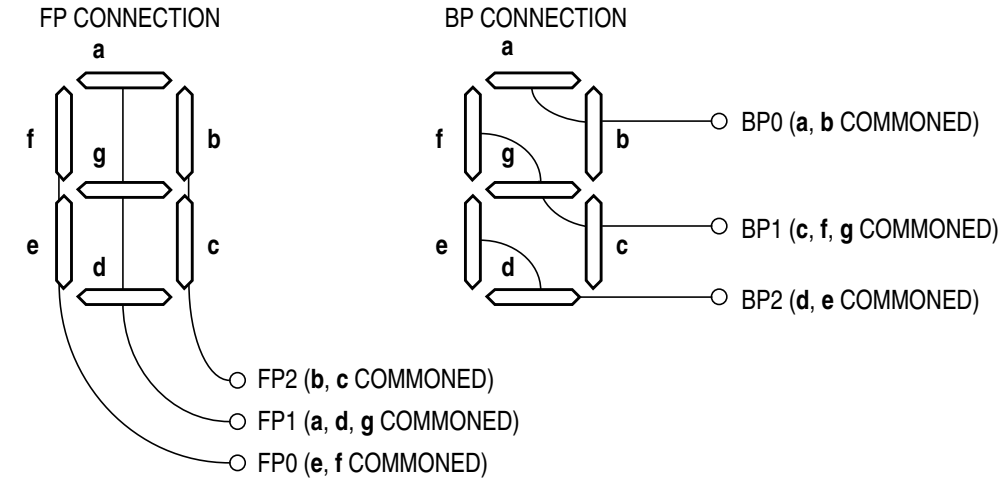 FP CONNECTION
a
f
b
g
e
c
d
FP2 (b, c COMMONED)
FP1 (a, d, g COMMONED)
FP0 (e, f COMMONED)
BP CONNECTION
a
f
b
g
e
c
d
BP0 (a, b COMMONED)
BP1 (c, f, g COMMONED)
BP2 (d, e COMMONED)